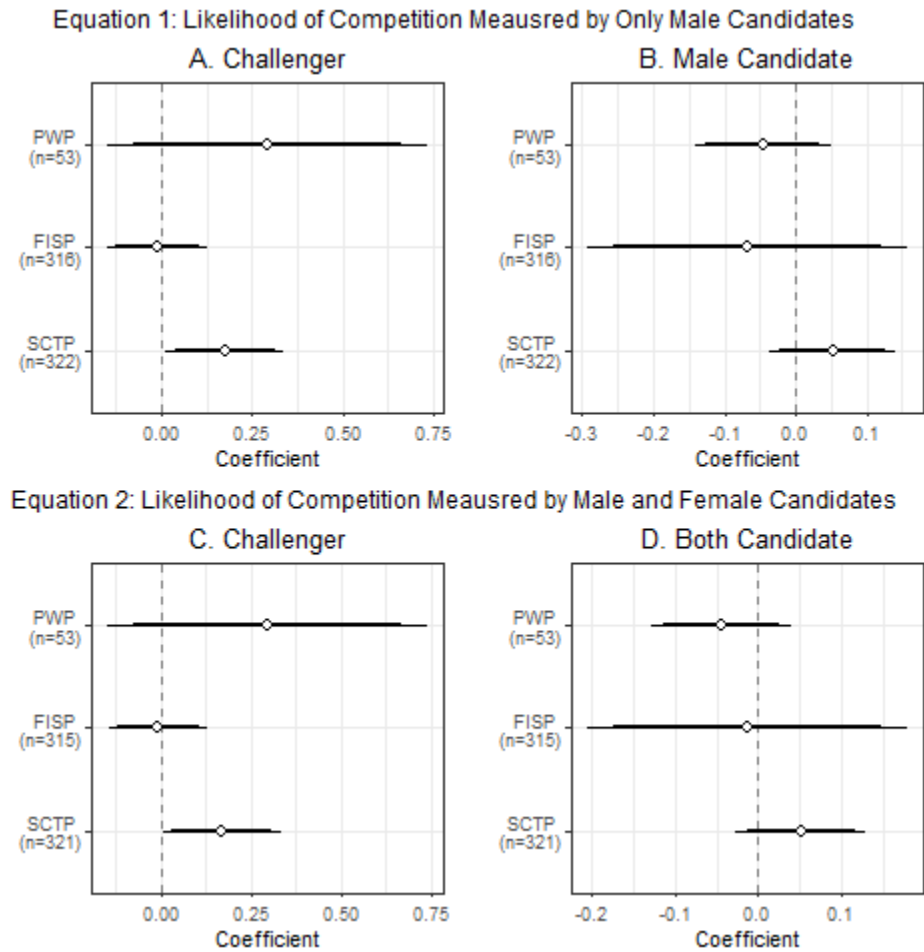 Equation 1: Likelihood of Competition Meausred by Only Male Candidates
A. Challenger
B. Male Candidate
PWP
(n=53)
FISP
(n=316)
SCTP
(n=322)
0.00 0.25 0.50 0.75
Coefficient
PWP
(n=53)
FISP
(n=316)
SCTP
(n=322)
-0.3 -0.2 -0.1 0.0 0.1
Coefficient
Equation 2: Likelihood of Competition Meausred by Male and Female Candidates
C. Challenger
D. Both Candidate
PWP
(n=53)
FISP
(n=315)
SCTP
(n=321)
0.00 0.25 0.50 0.75
Coefficient
PWP
(n=53)
FISP
(n=315)
SCTP
(n=321)
-0.2 -0.1 0.0 0.1
Coefficient